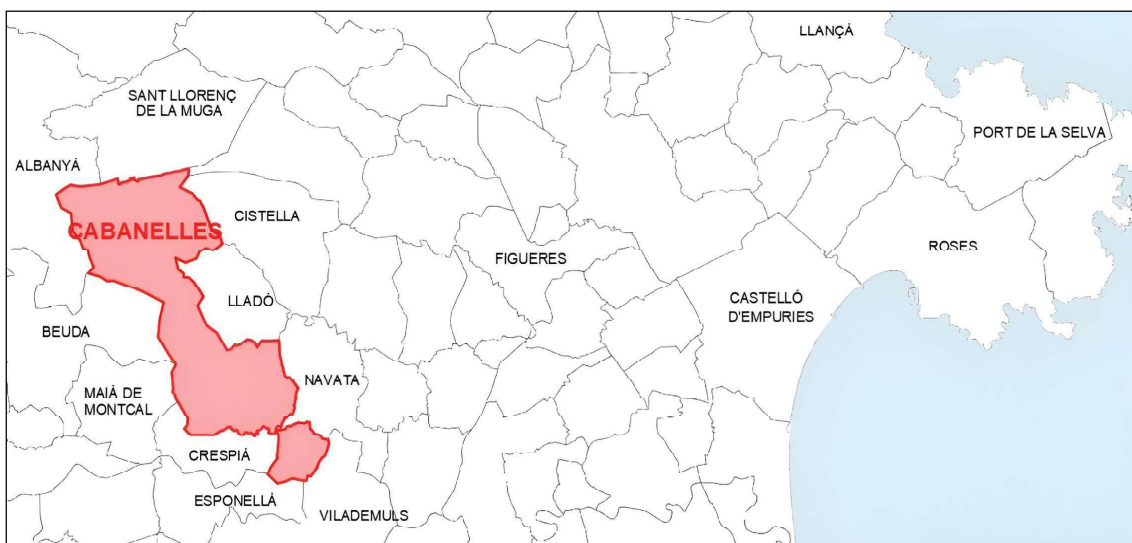 LLANÇÀ
SANT LLORENÇ
DE LA MUGA
PORT DE LA SELVA
ALBANYÀ
CISTELLA
CABANELLES
ROSES
FIGUERES
LLADÓ
CASTELLÓ
D'EMPURIES
BEUDA
NAVATA
MAIÀ DE
MONTCAL
CRESPIÀ
ESPONELLÀ
VILADEMULS